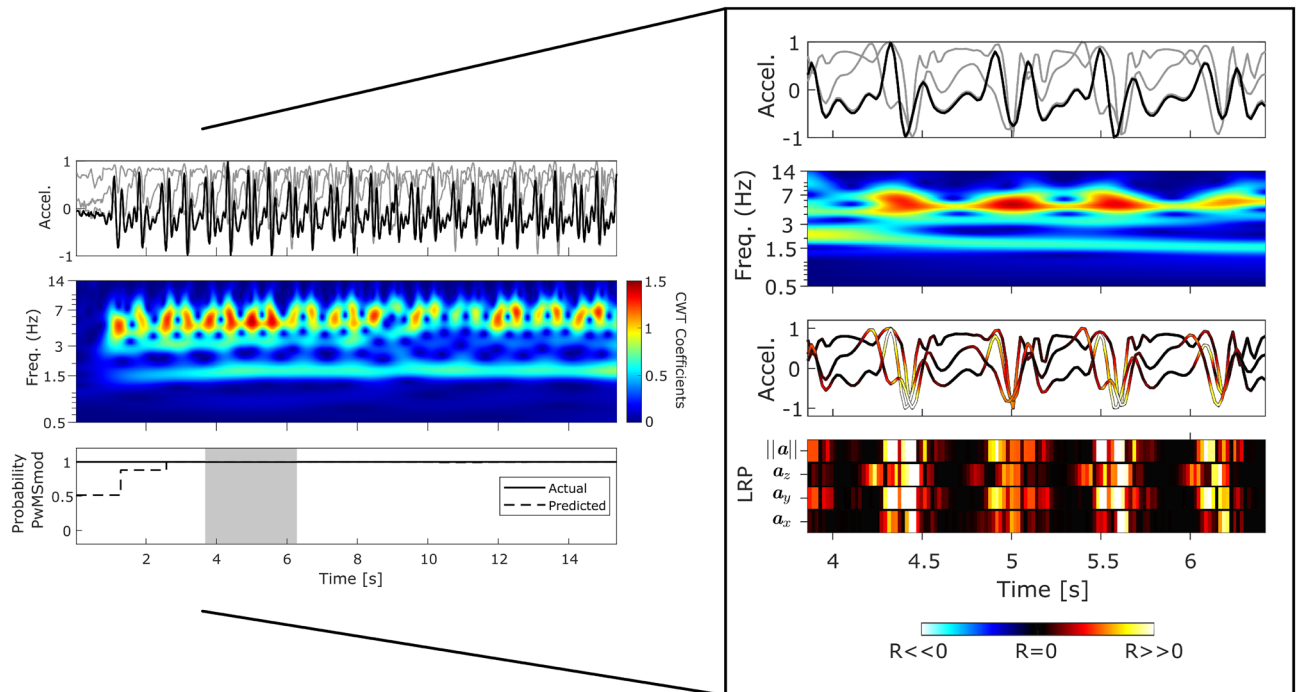 1
0
-1
Accel.
14
7
3
1.5
0.5
Freq. (Hz)
1.5
1
0.5
0
CWT Coefficients
1
0.5
0
Probability
PwMSmod
Actual
Predicted
2 4 6 8 10 12 14
Time [s]
1
0
-1
Accel.
14
7
3
1.5
0.5
Freq. (Hz)
1
0
-1
Accel.
||a||
a_z
a_y
a_x
LRP
4 4.5 5 5.5 6
Time [s]
R<<0 R=0 R>>0